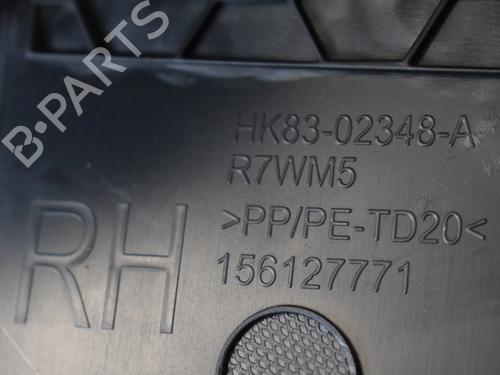 B-PARTS
HK83-02348-A
R7WM5
>PP/PE-TD20<
RH
156127771